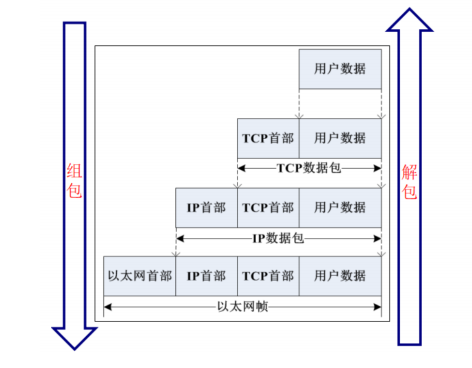 用户数据
TCP首部 用户数据
TCP数据包
IP首部 TCP首部 用户数据
IP数据包
以太网首部 IP首部 TCP首部 用户数据
以太网帧
组包
解包